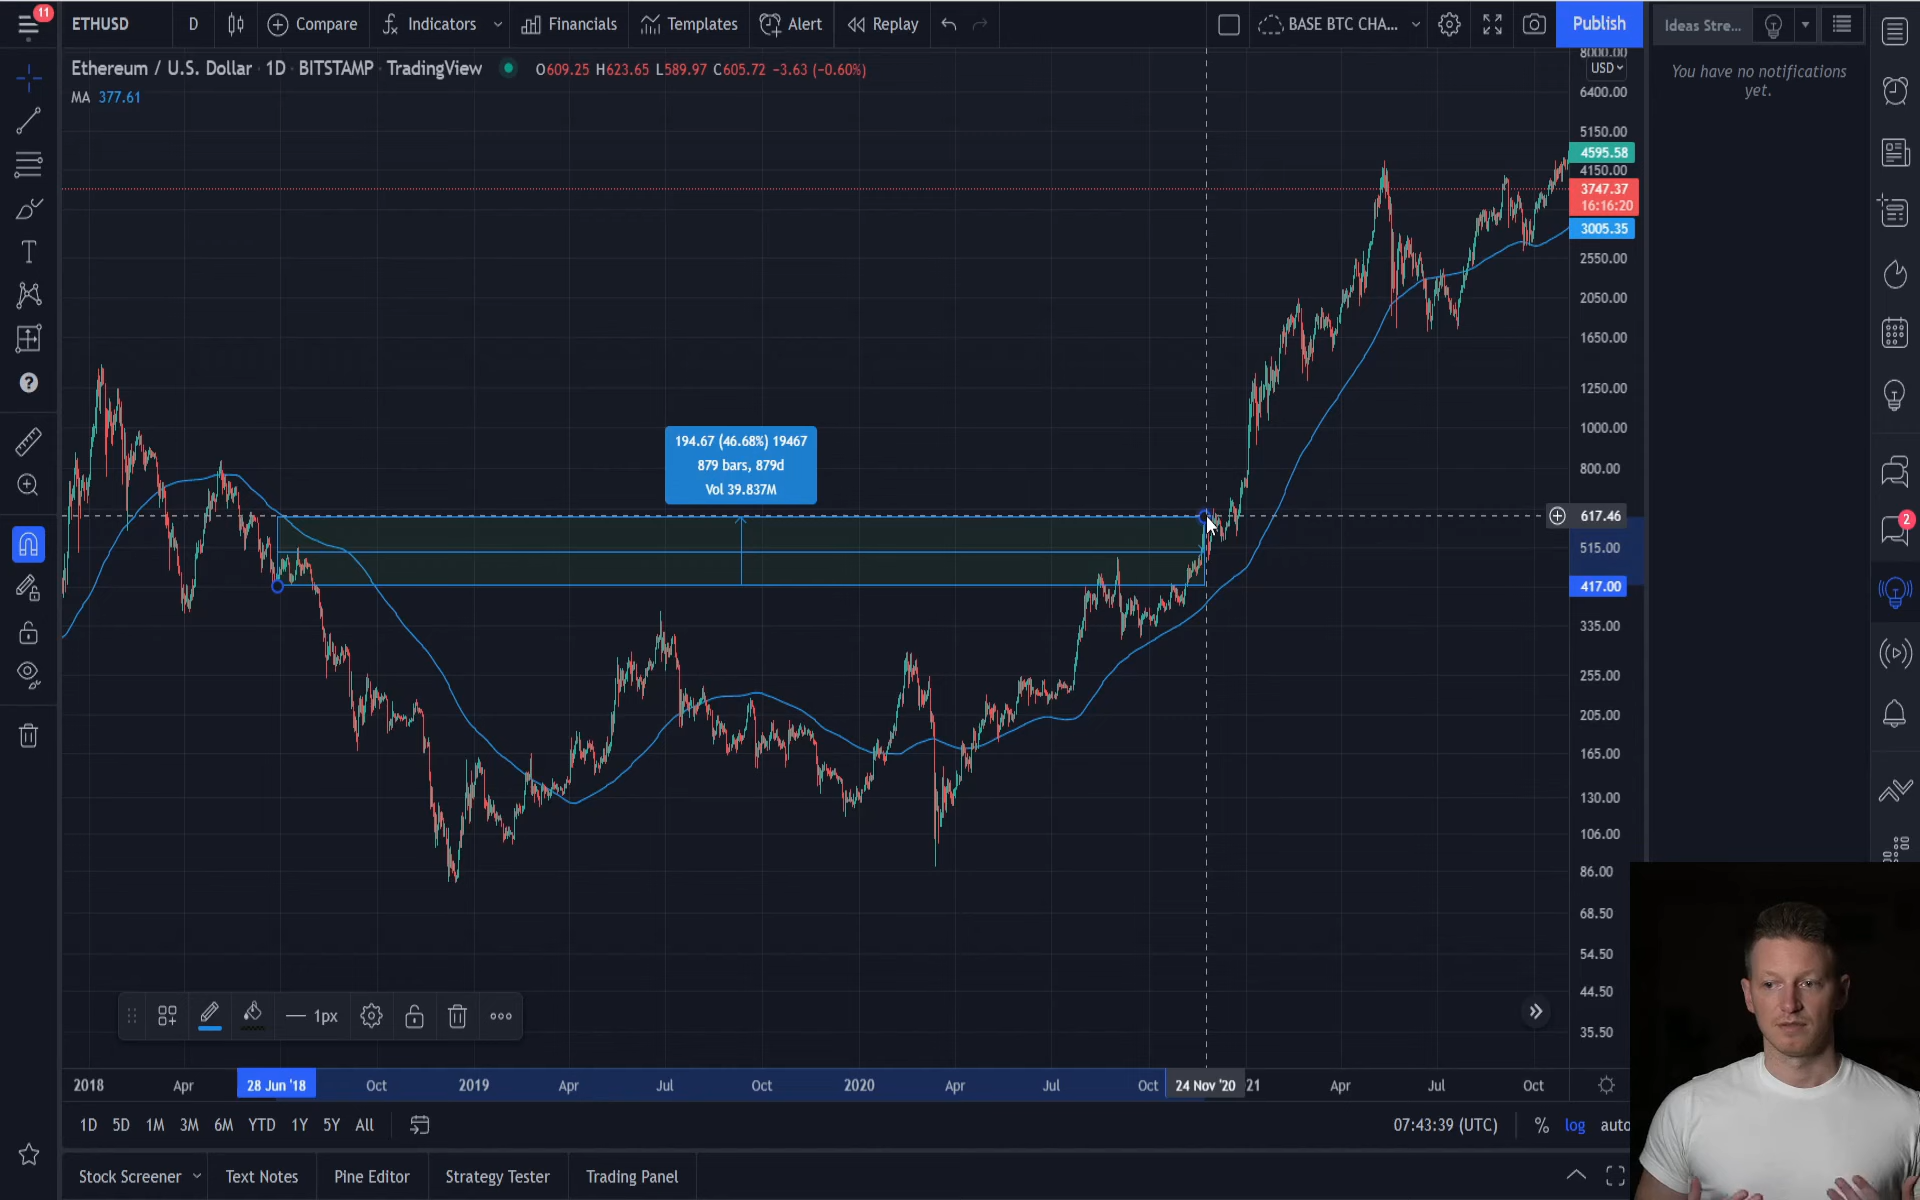 11
ETHUSD
D
Compare
Indicators
Financials
Templates
Alert
Replay
BASE BTC CHA...
Publish
Ideas Stre...
Ethereum / U.S. Dollar · 1D · BITSTAMP · TradingView
O609.25 H623.65 L589.97 C605.72 −3.63 (−0.60%)
MA 377.61
You have no notifications
yet.
8000.00
USD
6400.00
5150.00
4595.58
4150.00
3747.37
16:16:20
3005.35
2550.00
2050.00
1650.00
1250.00
1000.00
800.00
617.46
515.00
417.00
335.00
255.00
205.00
165.00
130.00
106.00
86.00
68.50
54.50
44.50
35.50
194.67 (46.68%) 19467
879 bars, 879d
Vol 39.837M
2
1px
2018
Apr
28 Jun '18
Oct
2019
Apr
Jul
Oct
2020
Apr
Jul
Oct
24 Nov '20
21
Apr
Jul
Oct
1D
5D
1M
3M
6M
YTD
1Y
5Y
All
07:43:39 (UTC)
%
log
auto
Stock Screener
Text Notes
Pine Editor
Strategy Tester
Trading Panel